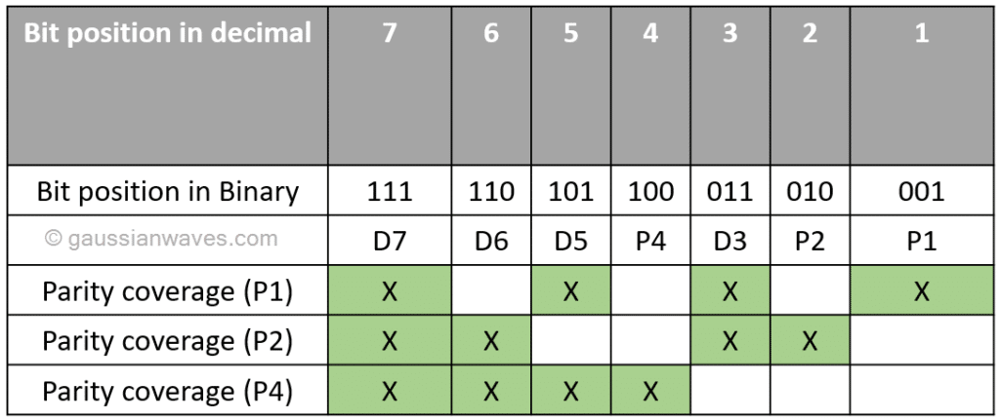 Bit position in decimal 7 6 5 4 3 2 1
Bit position in Binary 111 110 101 100 011 010 001
© gaussianwaves.com D7 D6 D5 P4 D3 P2 P1
Parity coverage (P1) X X X X
Parity coverage (P2) X X X X
Parity coverage (P4) X X X X